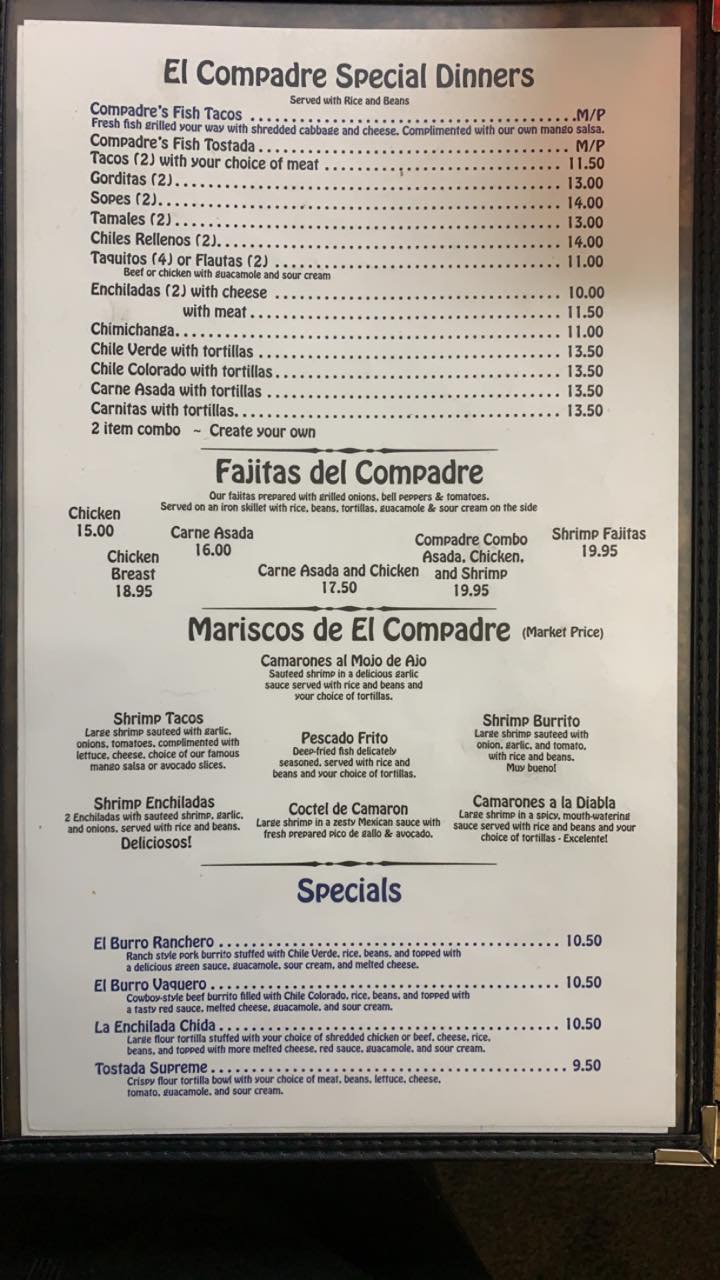 El Compadre Special Dinners
Served with Rice and Beans
Compadre's Fish Tacos ........................................M/P
Fresh fish grilled your way with shredded cabbage and cheese. Complimented with our own mango salsa.
Compadre's Fish Tostada........................................ M/P
Tacos (2) with your choice of meat .............................. 11.50
Gorditas (2)................................................ 13.00
Sopes (2).................................................. 14.00
Tamales (2)................................................ 13.00
Chiles Rellenos (2)........................................... 14.00
Taquitos (4) or Flautas (2) .................................... 11.00
Beef or chicken with guacamole and sour cream
Enchiladas (2) with cheese .................................... 10.00
with meat....................................... 11.50
Chimichanga................................................ 11.00
Chile Verde with tortillas ...................................... 13.50
Chile Colorado with tortillas.................................... 13.50
Carne Asada with tortillas ..................................... 13.50
Carnitas with tortillas......................................... 13.50
2 item combo ~ Create your own
Fajitas del Compadre
Our fajitas prepared with grilled onions, bell peppers & tomatoes.
Served on an iron skillet with rice, beans, tortillas, guacamole & sour cream on the side
Chicken
15.00
Chicken
Breast
18.95
Carne Asada
16.00
Carne Asada and Chicken
17.50
Compadre Combo
Asada, Chicken,
and Shrimp
19.95
Shrimp Fajitas
19.95
Mariscos de El Compadre (Market Price)
Camarones al Mojo de Ajo
Sauteed shrimp in a delicious garlic
sauce served with rice and beans and
your choice of tortillas.
Shrimp Tacos
Large shrimp sauteed with garlic,
onions, tomatoes, complimented with
lettuce, cheese, choice of our famous
mango salsa or avocado slices.
Pescado Frito
Deep-fried fish delicately
seasoned, served with rice and
beans and your choice of tortillas.
Shrimp Burrito
Large shrimp sauteed with
onion, garlic, and tomato,
with rice and beans.
Muy bueno!
Shrimp Enchiladas
2 Enchiladas with sauteed shrimp, garlic,
and onions, served with rice and beans.
Deliciosos!
Coctel de Camaron
Large shrimp in a zesty Mexican sauce with
fresh prepared pico de gallo & avocado.
Camarones a la Diabla
Large shrimp in a spicy, mouth-watering
sauce served with rice and beans and your
choice of tortillas - Excelente!
Specials
El Burro Ranchero ........................................... 10.50
Ranch style pork burrito stuffed with Chile Verde, rice, beans, and topped with
a delicious green sauce, guacamole, sour cream, and melted cheese.
El Burro Vaquero ............................................ 10.50
Cowboy-style beef burrito filled with Chile Colorado, rice, beans, and topped with
a tasty red sauce, melted cheese, guacamole, and sour cream.
La Enchilada Chida ........................................... 10.50
Large flour tortilla stuffed with your choice of shredded chicken or beef, cheese, rice,
beans, and topped with more melted cheese, red sauce, guacamole, and sour cream.
Tostada Supreme............................................. 9.50
Crispy flour tortilla bowl with your choice of meat, beans, lettuce, cheese,
tomato, guacamole, and sour cream.